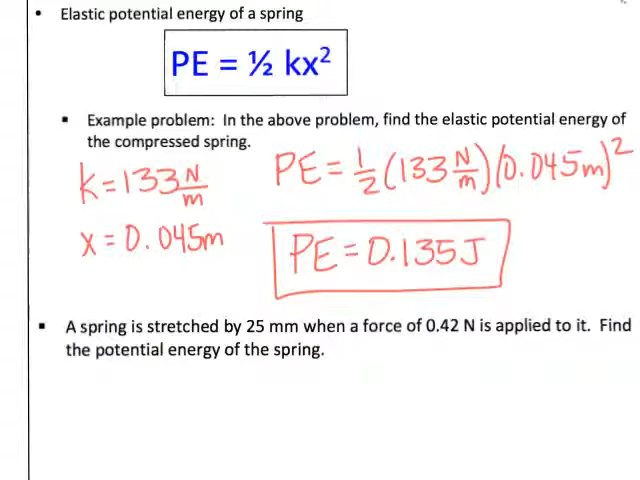 • Elastic potential energy of a spring
PE = ½ kx²
▪ Example problem: In the above problem, find the elastic potential energy of
the compressed spring.
k = 133 N/m
PE = 1/2 (133 N/m)(0.045m)²
x = 0.045m
PE = 0.135J
▪ A spring is stretched by 25 mm when a force of 0.42 N is applied to it. Find
the potential energy of the spring.